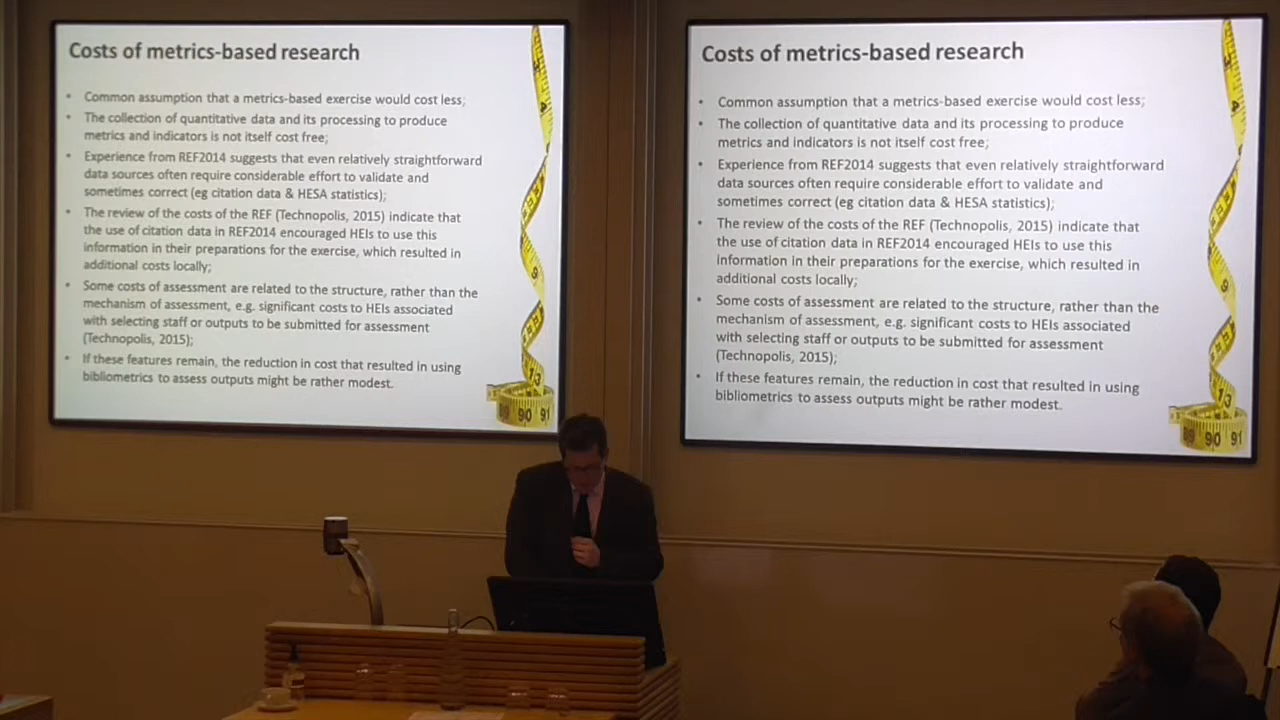 Costs of metrics-based research
• Common assumption that a metrics-based exercise would cost less;
• The collection of quantitative data and its processing to produce
metrics and indicators is not itself cost free;
• Experience from REF2014 suggests that even relatively straightforward
data sources often require considerable effort to validate and
sometimes correct (eg citation data & HESA statistics);
• The review of the costs of the REF (Technopolis, 2015) indicate that
the use of citation data in REF2014 encouraged HEIs to use this
information in their preparations for the exercise, which resulted in
additional costs locally;
• Some costs of assessment are related to the structure, rather than the
mechanism of assessment, e.g. significant costs to HEIs associated
with selecting staff or outputs to be submitted for assessment
(Technopolis, 2015);
• If these features remain, the reduction in cost that resulted in using
bibliometrics to assess outputs might be rather modest.
4
9
13
89 90 91
Costs of metrics-based research
• Common assumption that a metrics-based exercise would cost less;
• The collection of quantitative data and its processing to produce
metrics and indicators is not itself cost free;
• Experience from REF2014 suggests that even relatively straightforward
data sources often require considerable effort to validate and
sometimes correct (eg citation data & HESA statistics);
• The review of the costs of the REF (Technopolis, 2015) indicate that
the use of citation data in REF2014 encouraged HEIs to use this
information in their preparations for the exercise, which resulted in
additional costs locally;
• Some costs of assessment are related to the structure, rather than the
mechanism of assessment, e.g. significant costs to HEIs associated
with selecting staff or outputs to be submitted for assessment
(Technopolis, 2015);
• If these features remain, the reduction in cost that resulted in using
bibliometrics to assess outputs might be rather modest.
4
9
13
89 90 91